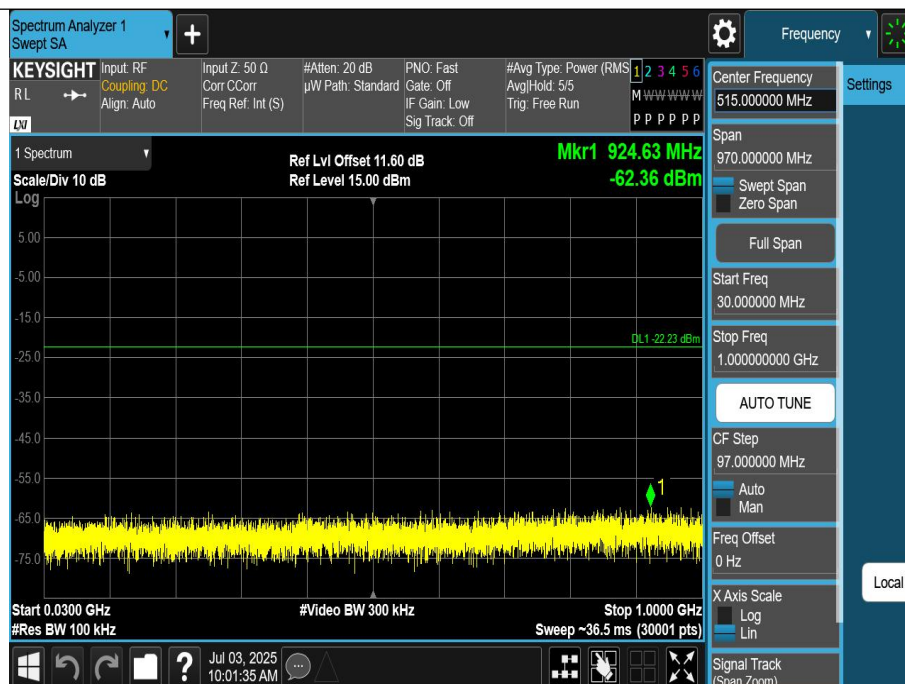 Spectrum Analyzer 1
Swept SA
Frequency
KEYSIGHT
RL
LXI
Input: RF
Coupling: DC
Align: Auto
Input Z: 50 Ω
Corr CCorr
Freq Ref: Int (S)
#Atten: 20 dB
µW Path: Standard
PNO: Fast
Gate: Off
IF Gain: Low
Sig Track: Off
#Avg Type: Power (RMS
Avg|Hold: 5/5
Trig: Free Run
1 2 3 4 5 6
M W W W W W
P P P P P P
1 Spectrum
Scale/Div 10 dB
Log
Ref Lvl Offset 11.60 dB
Ref Level 15.00 dBm
Mkr1 924.63 MHz
-62.36 dBm
5.00
-5.00
-15.0
DL1 -22.23 dBm
-25.0
-35.0
-45.0
-55.0
1
-65.0
-75.0
Start 0.0300 GHz
#Res BW 100 kHz
#Video BW 300 kHz
Stop 1.0000 GHz
Sweep ~36.5 ms (30001 pts)
?
Jul 03, 2025
10:01:35 AM
Center Frequency
515.000000 MHz
Span
970.000000 MHz
Swept Span
Zero Span
Full Span
Start Freq
30.000000 MHz
Stop Freq
1.000000000 GHz
AUTO TUNE
CF Step
97.000000 MHz
Auto
Man
Freq Offset
0 Hz
X Axis Scale
Log
Lin
Signal Track
(Span Zoom)
Settings
Local